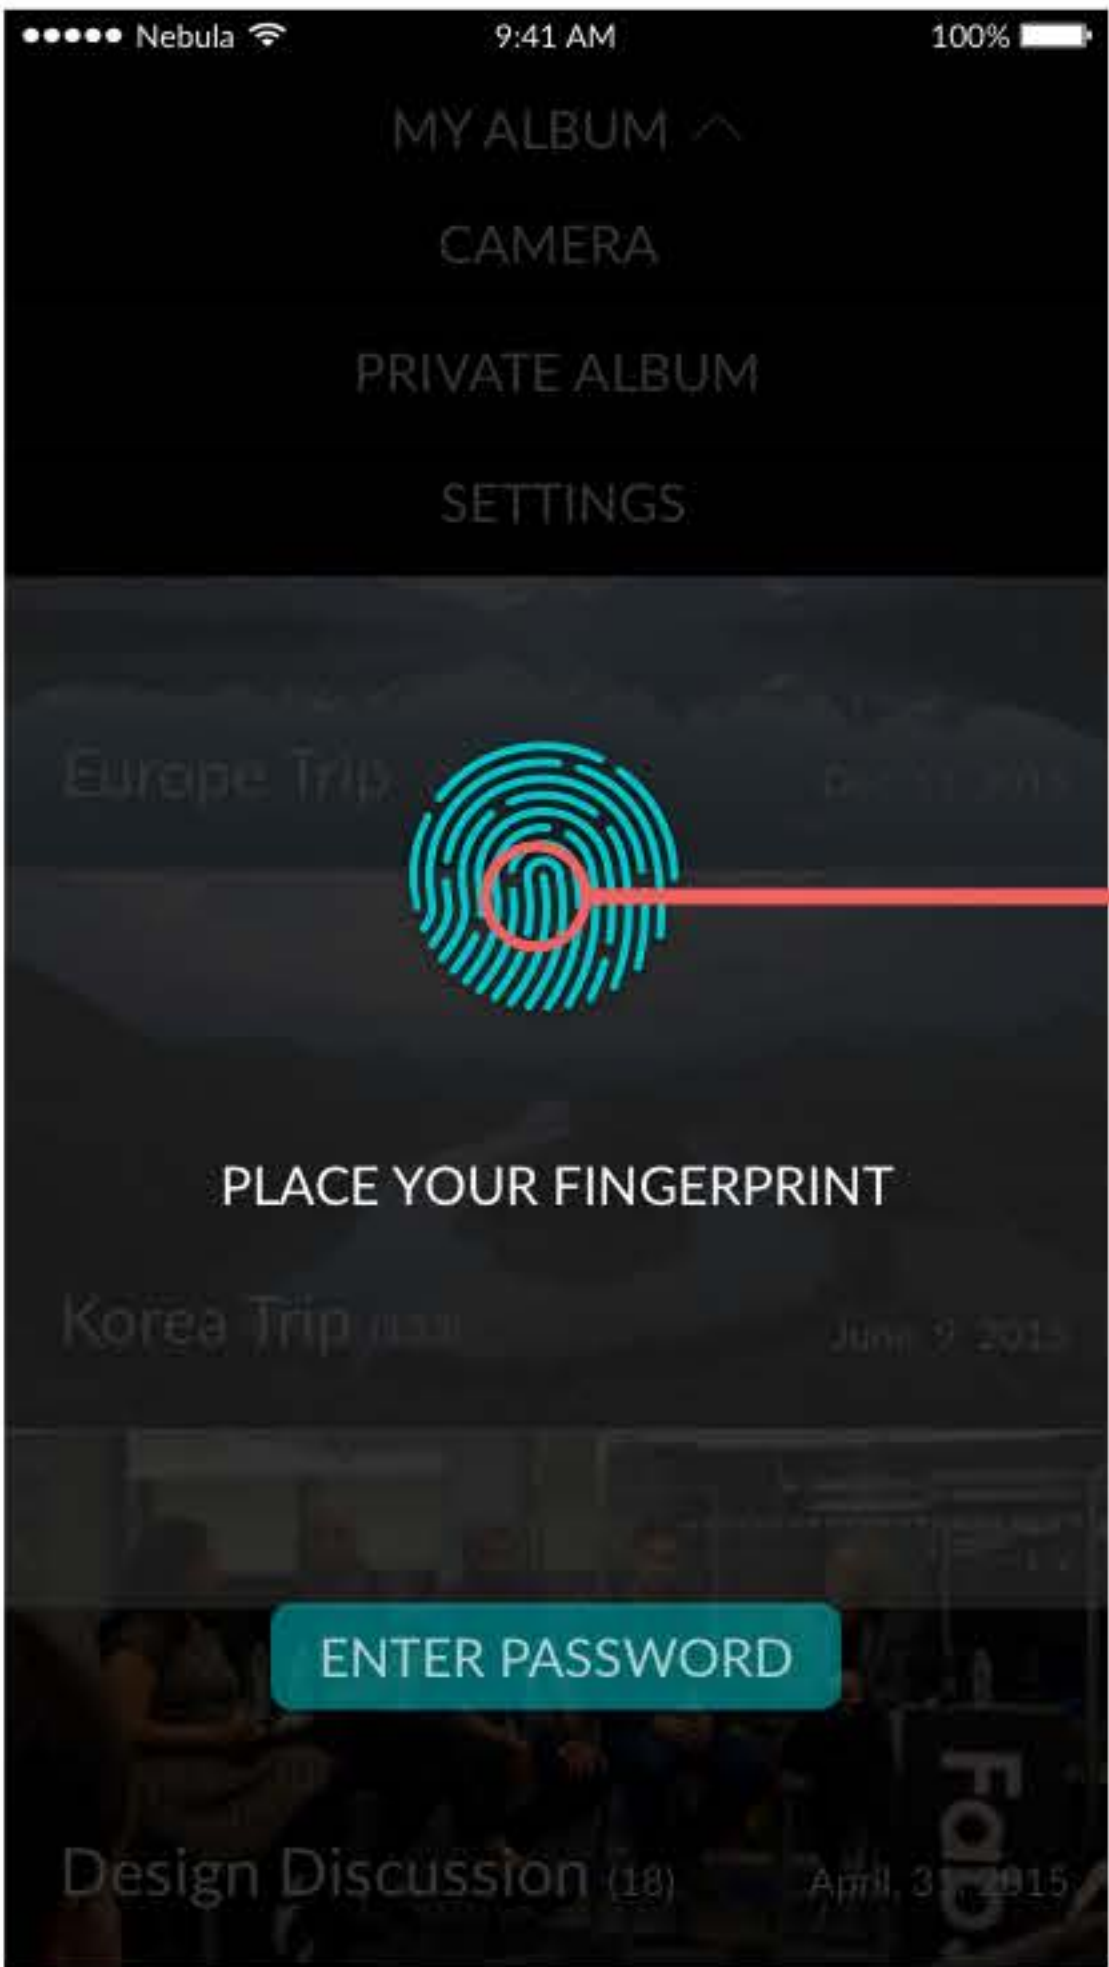 Nebula 9:41 AM 100%
MY ALBUM
CAMERA
PRIVATE ALBUM
SETTINGS
Europe Trip
PLACE YOUR FINGERPRINT
Korea Trip June, 9, 2015
ENTER PASSWORD
Design Discussion (18) April, 31, 2015
Fab